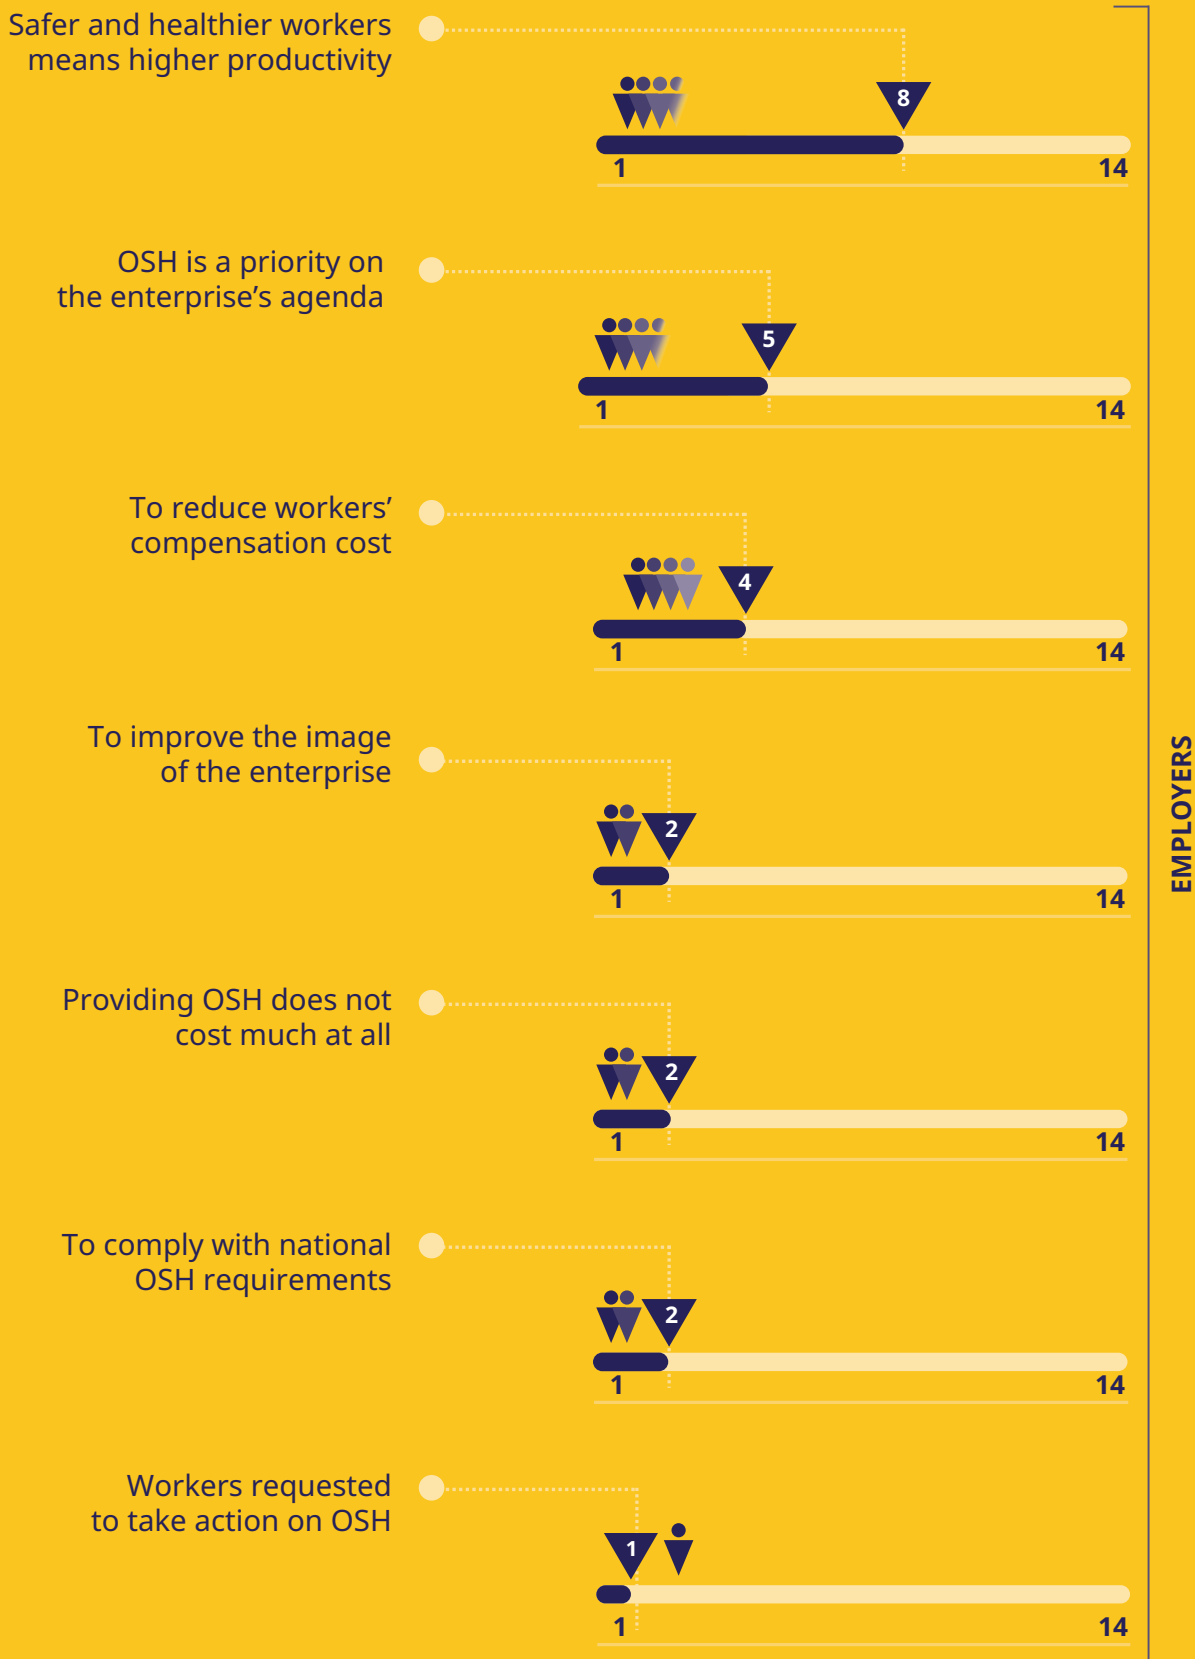 Safer and healthier workers
means higher productivity
8
1 14
OSH is a priority on
the enterprise’s agenda
5
1 14
To reduce workers’
compensation cost
4
1 14
To improve the image
of the enterprise
2
1 14
Providing OSH does not
cost much at all
2
1 14
To comply with national
OSH requirements
2
1 14
Workers requested
to take action on OSH
1
1 14
EMPLOYERS